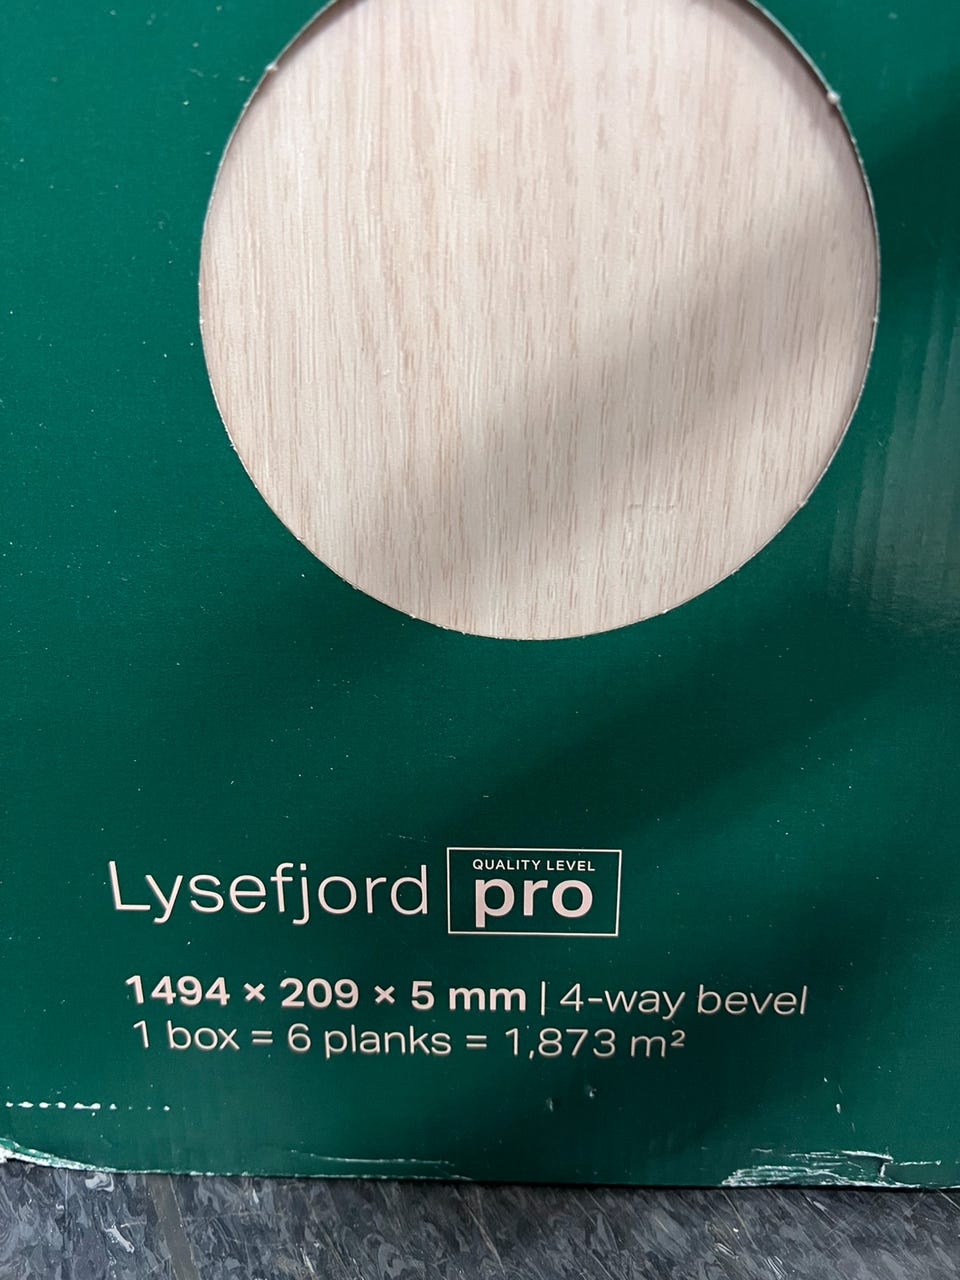 Lysefjord
QUALITY LEVEL
pro
1494 × 209 × 5 mm | 4-way bevel
1 box = 6 planks = 1,873 m²